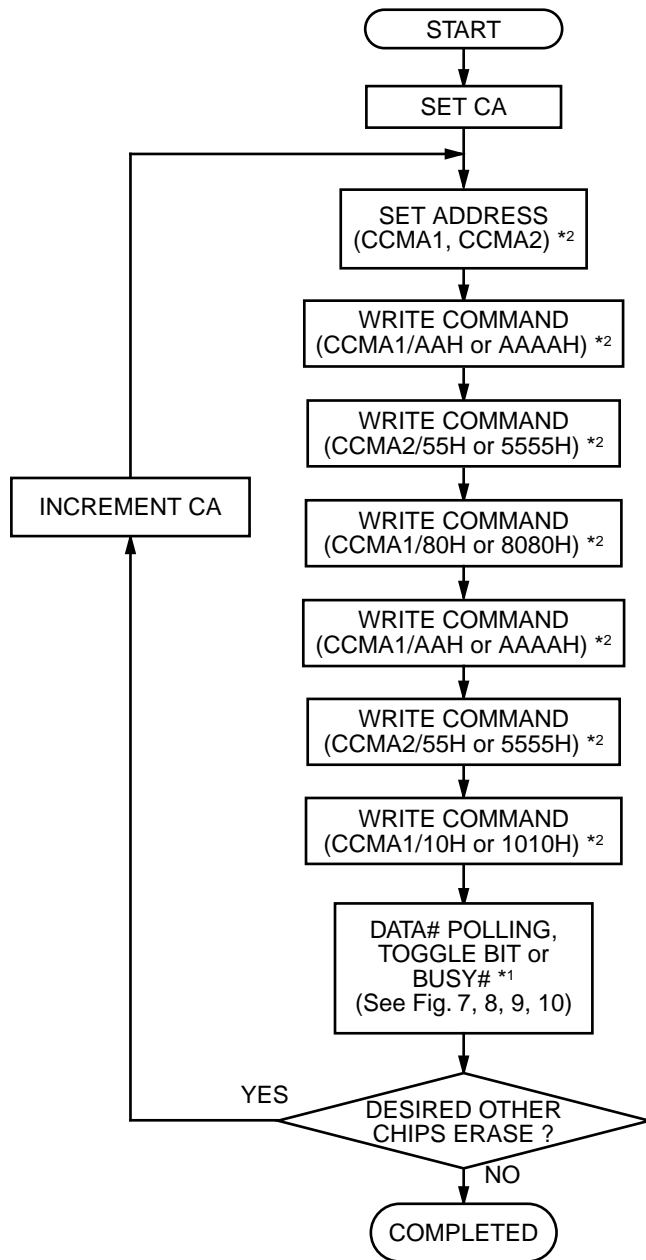 START
SET CA
SET ADDRESS
(CCMA1, CCMA2) *2
WRITE COMMAND
(CCMA1/AAH or AAAAH) *2
WRITE COMMAND
(CCMA2/55H or 5555H) *2
INCREMENT CA
WRITE COMMAND
(CCMA1/80H or 8080H) *2
WRITE COMMAND
(CCMA1/AAH or AAAAH) *2
WRITE COMMAND
(CCMA2/55H or 5555H) *2
WRITE COMMAND
(CCMA1/10H or 1010H) *2
DATA# POLLING,
TOGGLE BIT or
BUSY# *1
(See Fig. 7, 8, 9, 10)
YES
DESIRED OTHER
CHIPS ERASE ?
NO
COMPLETED